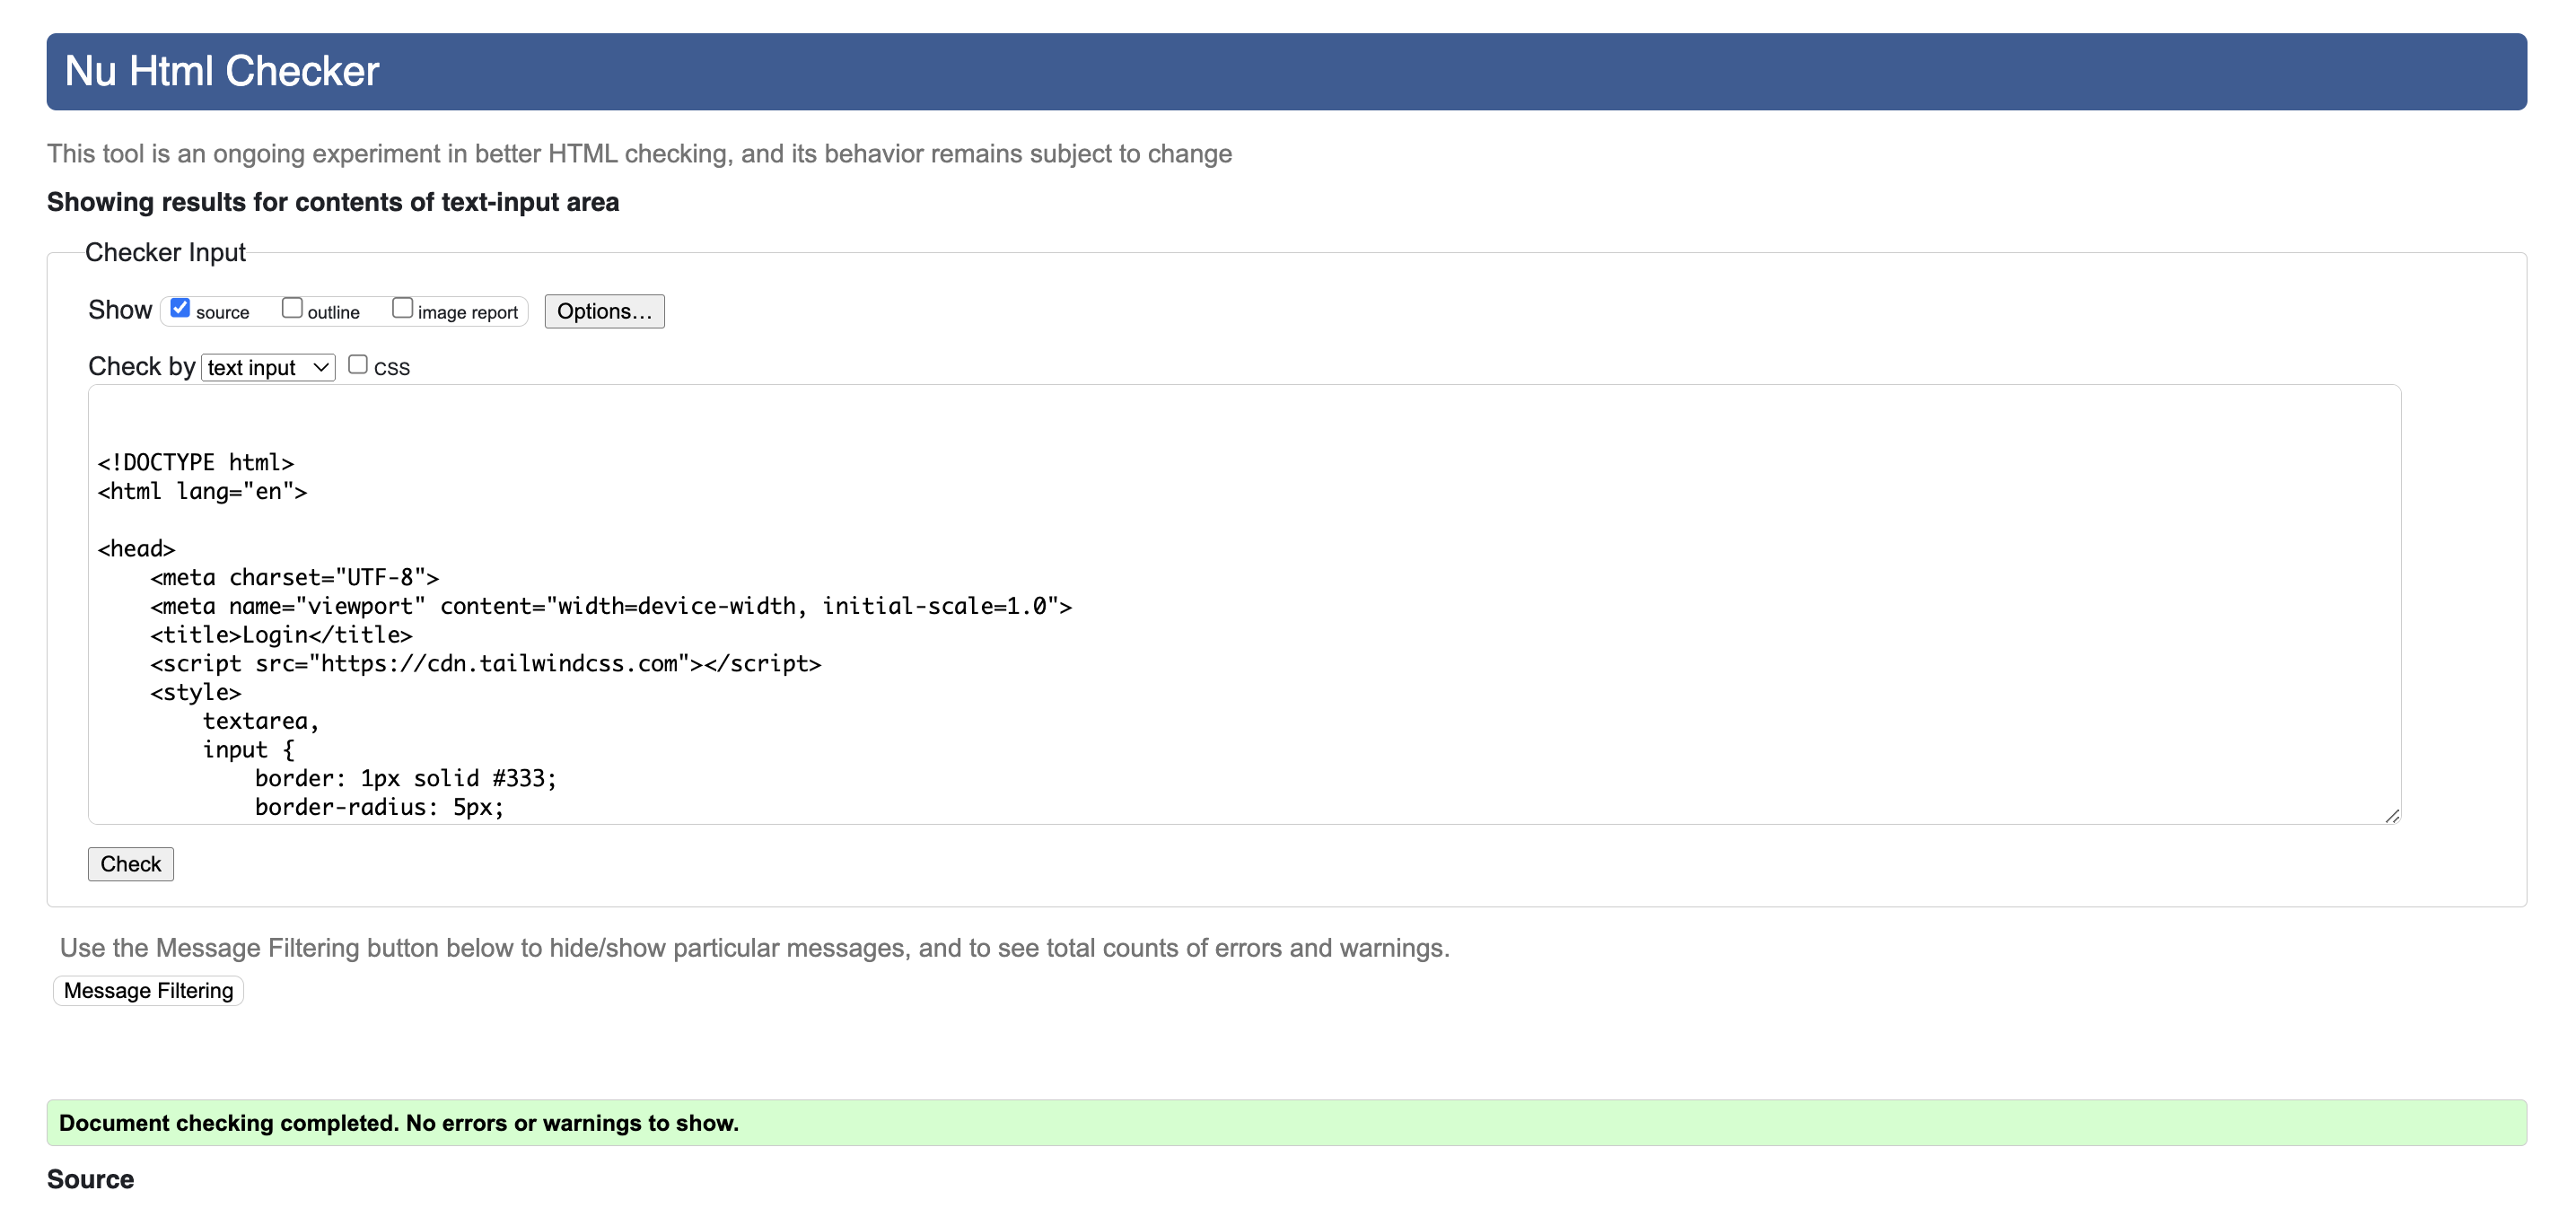 Nu Html Checker
This tool is an ongoing experiment in better HTML checking, and its behavior remains subject to change
Showing results for contents of text-input area
Checker Input
Show source outline image report Options...
Check by text input CSS
<!DOCTYPE html>
<html lang="en">
<head>
    <meta charset="UTF-8">
    <meta name="viewport" content="width=device-width, initial-scale=1.0">
    <title>Login</title>
    <script src="https://cdn.tailwindcss.com"></script>
    <style>
        textarea,
        input {
            border: 1px solid #333;
            border-radius: 5px;
Check
Use the Message Filtering button below to hide/show particular messages, and to see total counts of errors and warnings.
Message Filtering
Document checking completed. No errors or warnings to show.
Source